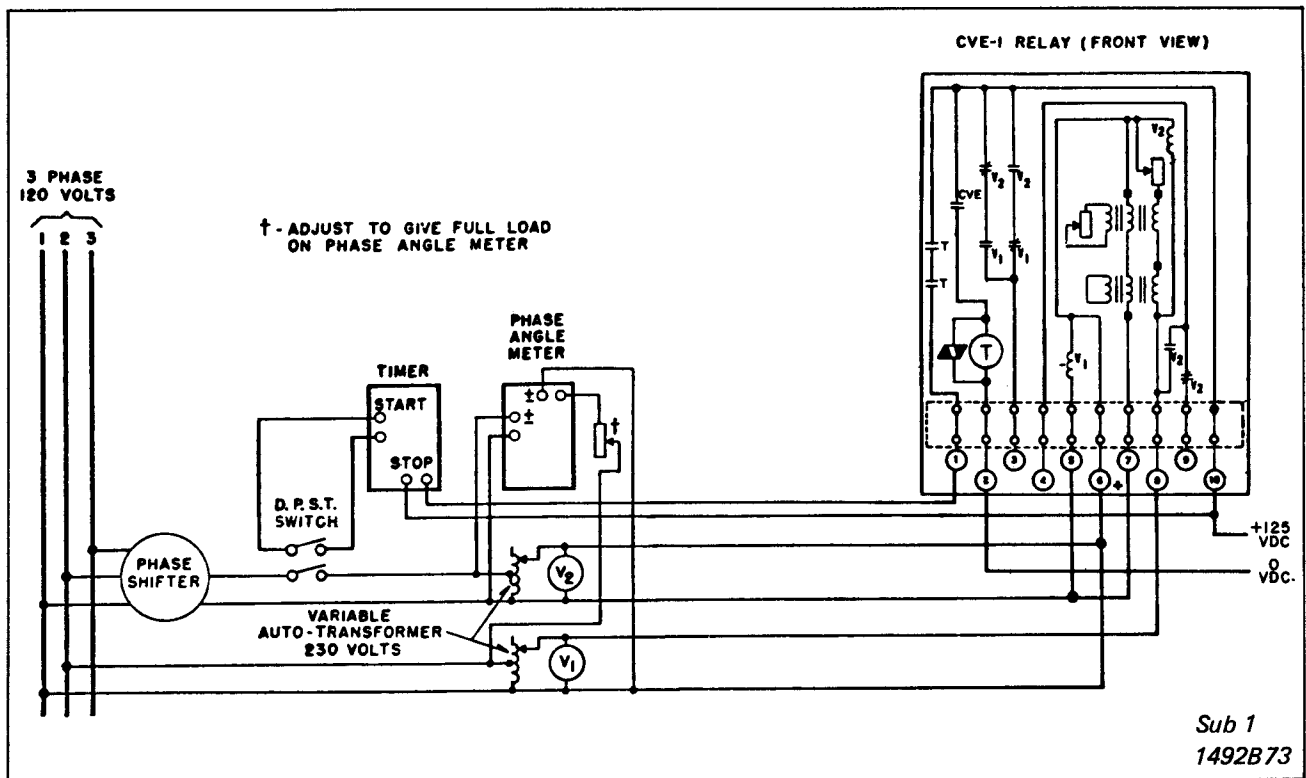 CVE-1 RELAY (FRONT VIEW)
3 PHASE
120 VOLTS
1 2 3
† - ADJUST TO GIVE FULL LOAD
ON PHASE ANGLE METER
PHASE
ANGLE
METER
±
±
†
TIMER
START
STOP
D.P.S.T.
SWITCH
PHASE
SHIFTER
VARIABLE
AUTO-TRANSFORMER
230 VOLTS
V2
V1
T
T
CVE
V2
V2
V1
V1
T
V2
V1
V2
V2
1
2
3
4
5
6
+
7
8
9
10
+125
VDC
0
VDC.
Sub 1
1492B73